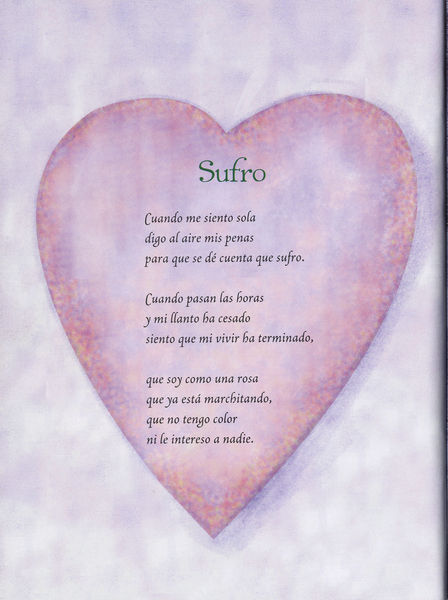 Sufro
Cuando me siento sola
digo al aire mis penas
para que se dé cuenta que sufro.
Cuando pasan las horas
y mi llanto ha cesado
siento que mi vivir ha terminado,
que soy como una rosa
que ya está marchitando,
que no tengo color
ni le intereso a nadie.